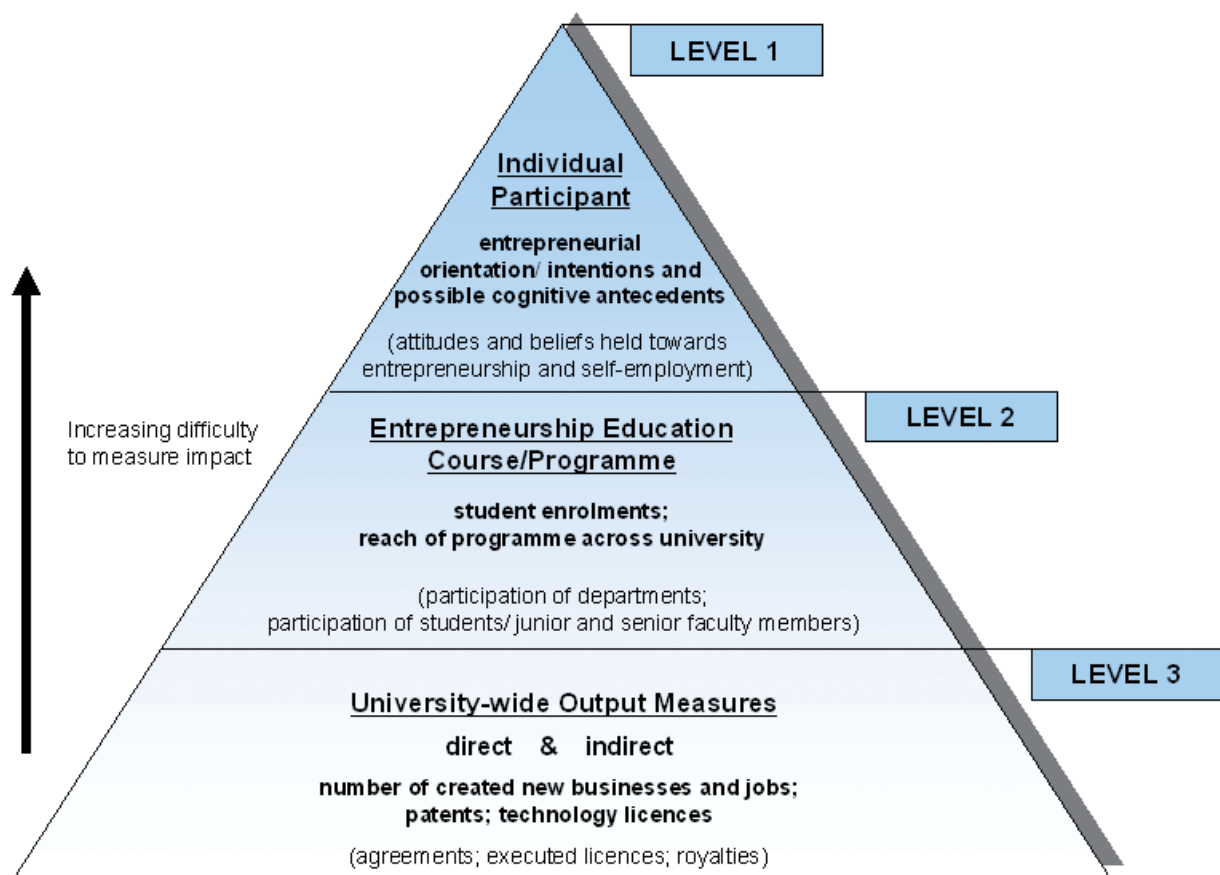 LEVEL 1
Individual
Participant
entrepreneurial
orientation/ intentions and
possible cognitive antecedents
(attitudes and beliefs held towards
entrepreneurship and self-employment)
LEVEL 2
Increasing difficulty
to measure impact
Entrepreneurship Education
Course/Programme
student enrolments;
reach of programme across university
(participation of departments;
participation of students/ junior and senior faculty members)
LEVEL 3
University-wide Output Measures
direct & indirect
number of created new businesses and jobs;
patents; technology licences
(agreements; executed licences; royalties)